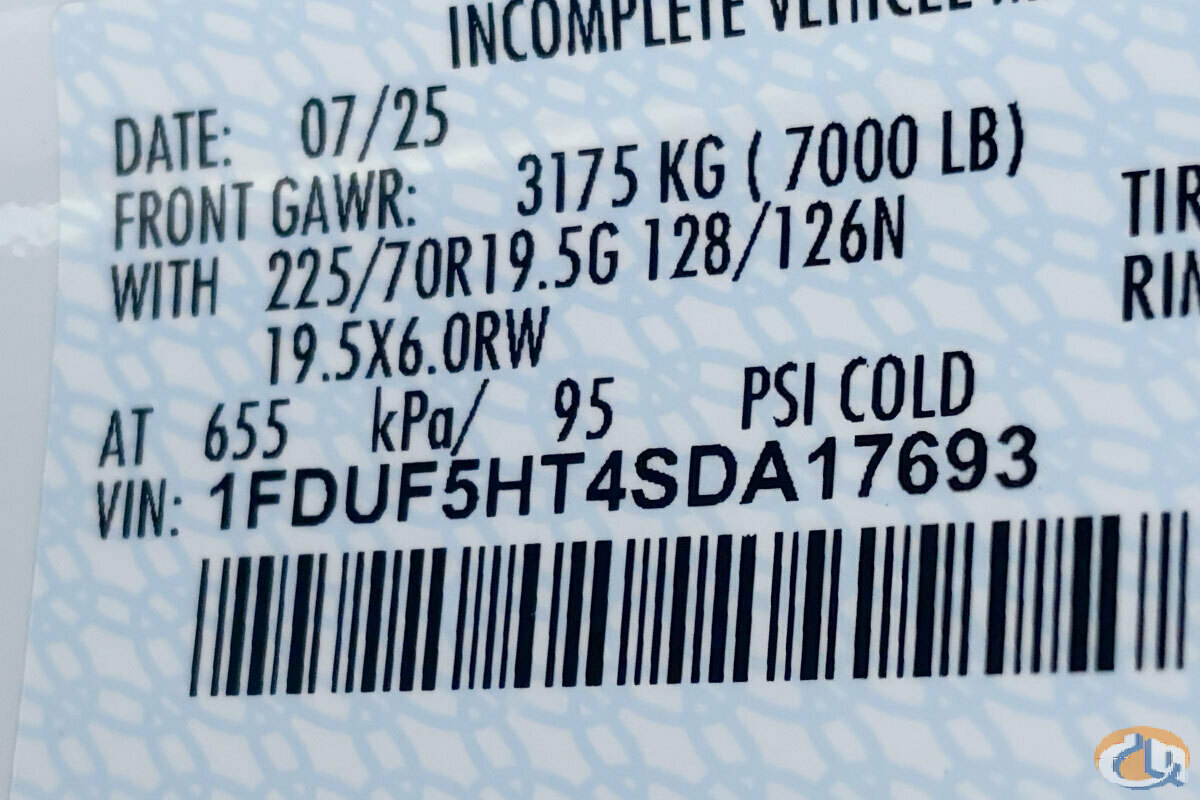 INCOMPLETE VEHICLE
DATE: 07/25
FRONT GAWR: 3175 KG ( 7000 LB)
WITH 225/70R19.5G 128/126N
19.5X6.0RW
AT 655 kPa/ 95 PSI COLD
VIN: 1FDUF5HT4SDA17693